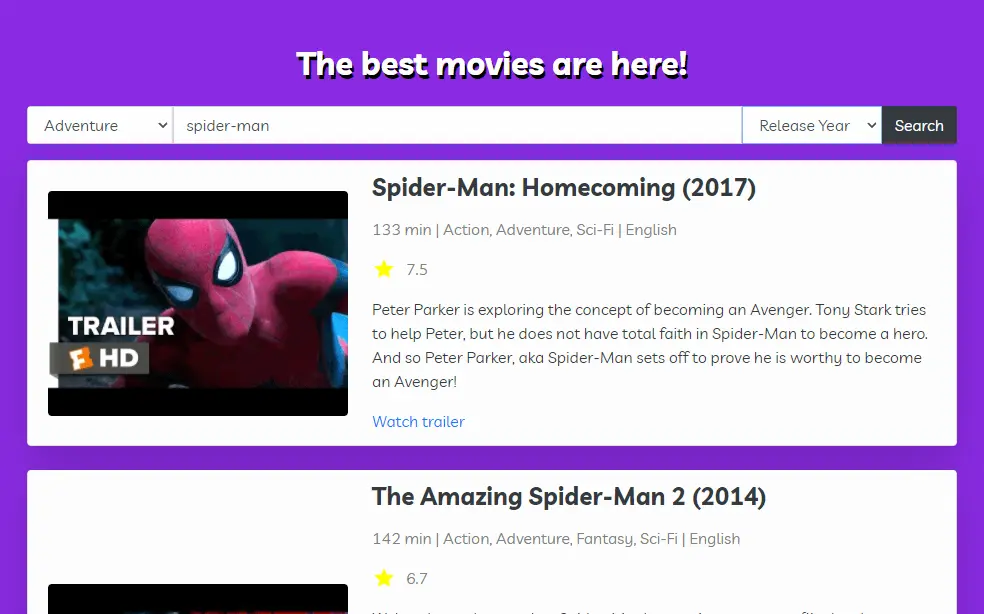 The best movies are here!
Adventure
spider-man
Release Year
Search
Spider-Man: Homecoming (2017)
133 min | Action, Adventure, Sci-Fi | English
7.5
TRAILER
F HD
Peter Parker is exploring the concept of becoming an Avenger. Tony Stark tries
to help Peter, but he does not have total faith in Spider-Man to become a hero.
And so Peter Parker, aka Spider-Man sets off to prove he is worthy to become
an Avenger!
Watch trailer
The Amazing Spider-Man 2 (2014)
142 min | Action, Adventure, Fantasy, Sci-Fi | English
6.7